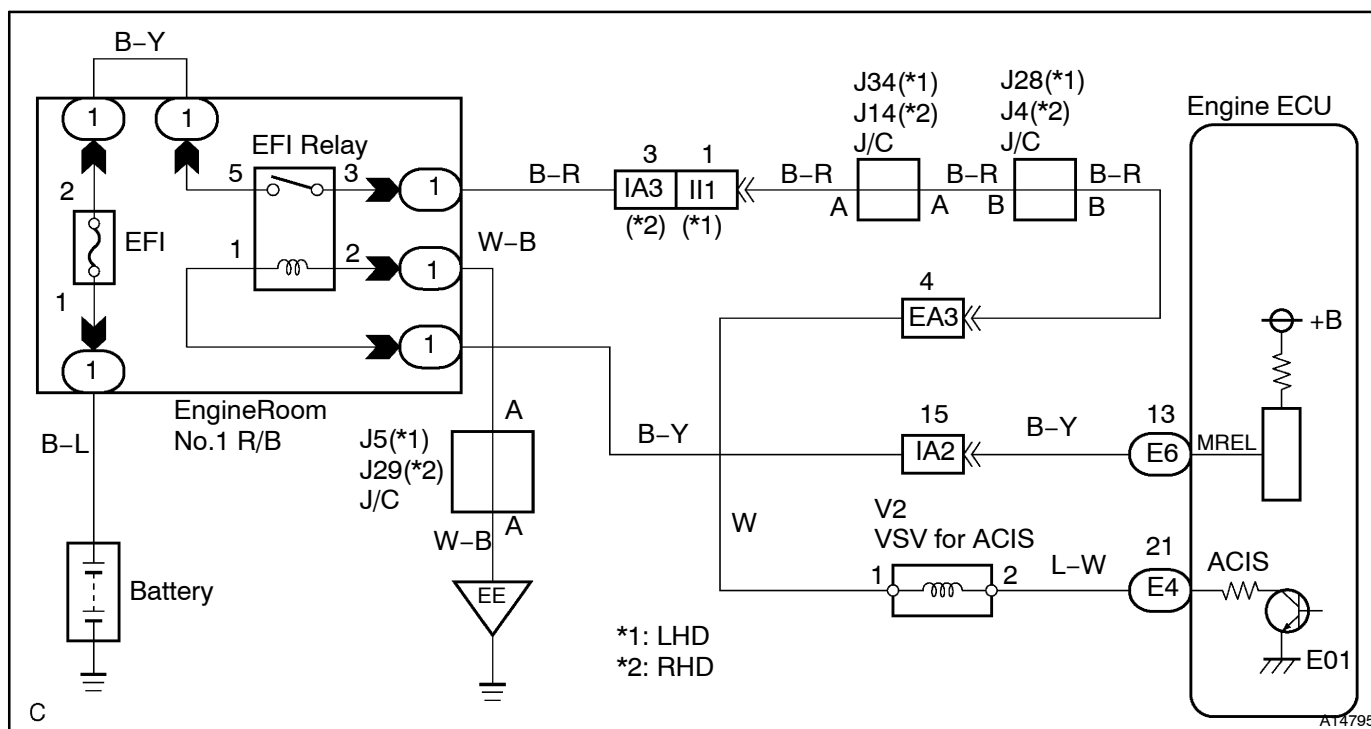 B–Y
J34(*1)
J14(*2)
J/C
J28(*1)
J4(*2)
J/C
Engine ECU
1
1
EFI Relay
5
3
1
B–R
3
1
IA3
II1
(*2)
(*1)
B–R
A
B–R
A
B
B–R
B
2
EFI
1
1
1
2
1
W–B
4
EA3
+B
1
EngineRoom
No.1 R/B
B–L
A
J5(*1)
J29(*2)
J/C
A
W–B
B–Y
15
IA2
B–Y
13
E6
MREL
W
V2
VSV for ACIS
1
2
L–W
21
E4
ACIS
E01
Battery
EE
*1: LHD
*2: RHD
C
A14795